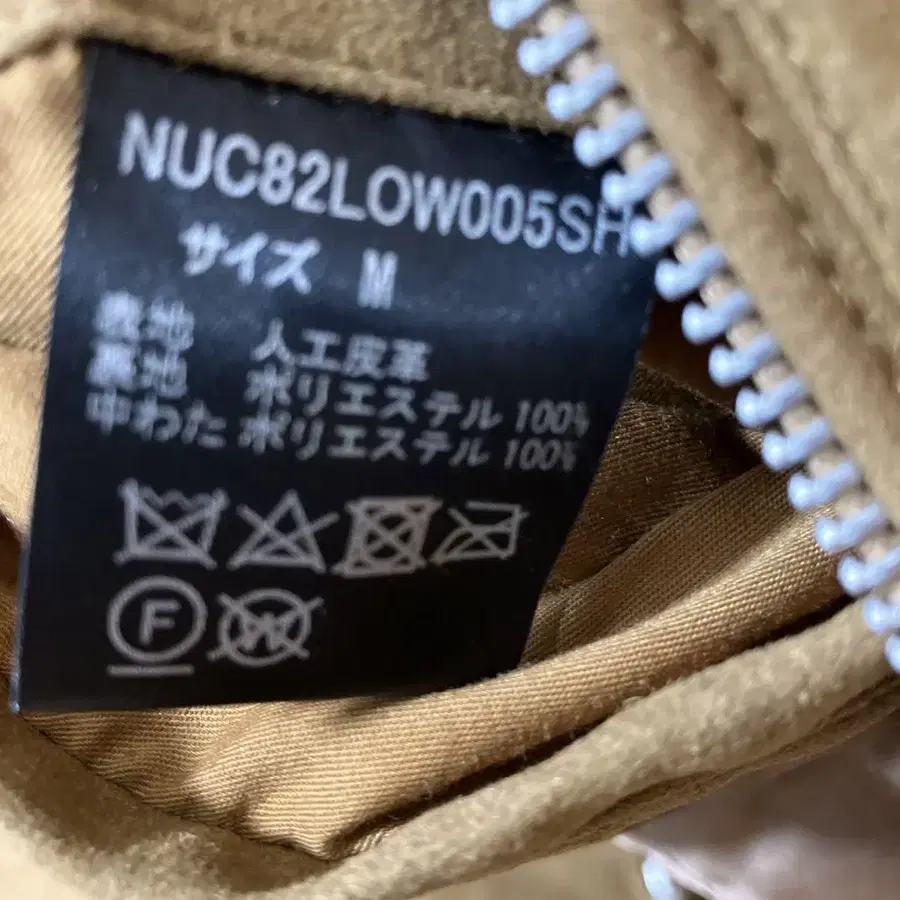 NUC82LOW005SH
サイズ M
表地 人工皮革
裏地 ポリエステル 100%
中わた ポリエステル 100%
F
W